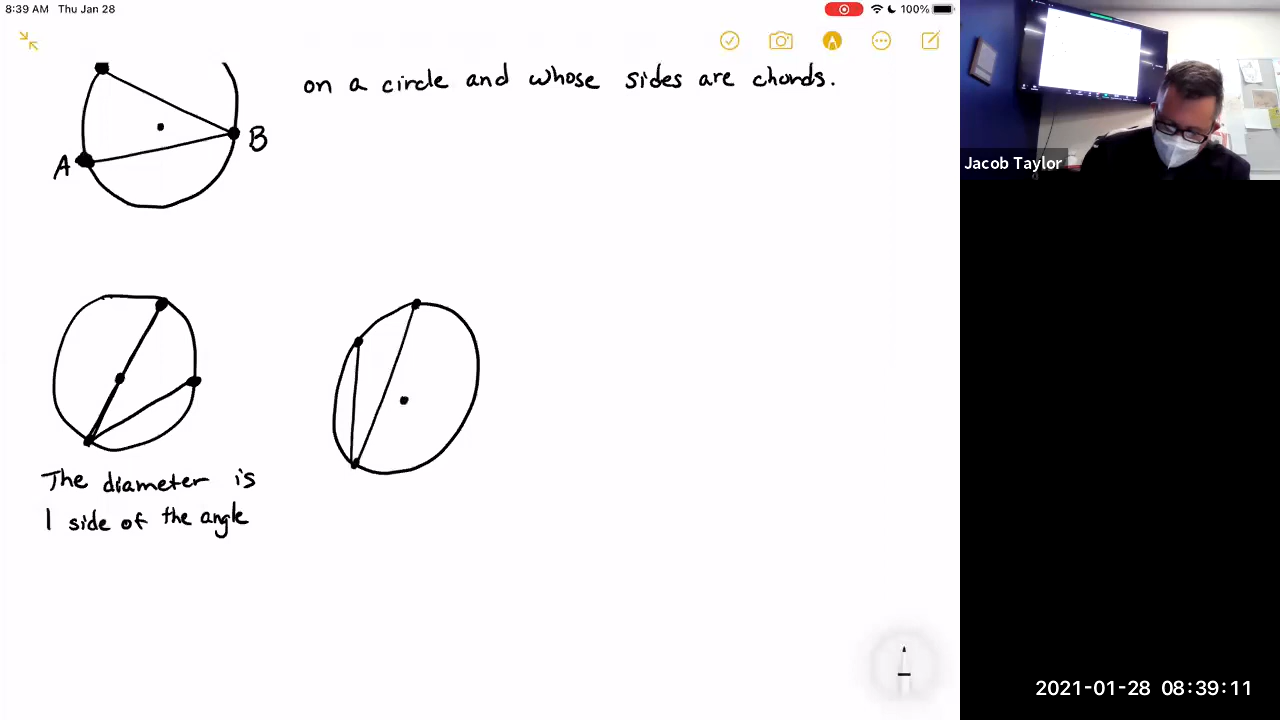 8:39 AM Thu Jan 28
100%
on a circle and whose sides are chords.
B
A
The diameter is
1 side of the angle
Jacob Taylor
2021-01-28 08:39:11